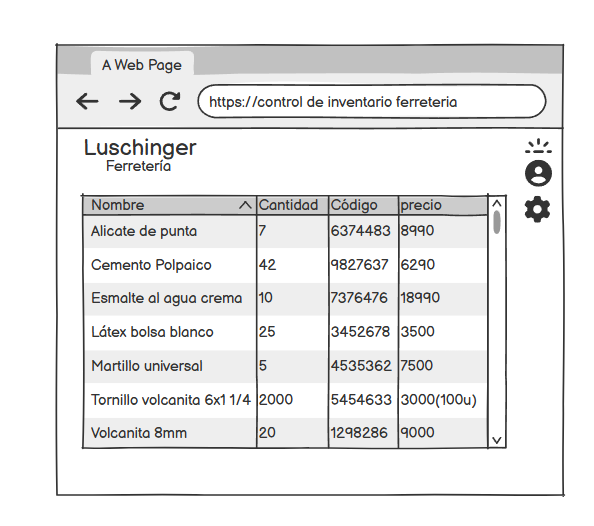 A Web Page
https://control de inventario ferreteria
Luschinger
Ferretería
Nombre Cantidad Código precio
Alicate de punta 7 6374483 8990
Cemento Polpaico 42 9827637 6290
Esmalte al agua crema 10 7376476 18990
Látex bolsa blanco 25 3452678 3500
Martillo universal 5 4535362 7500
Tornillo volcanita 6x1 1/4 2000 5454633 3000(100u)
Volcanita 8mm 20 1298286 9000